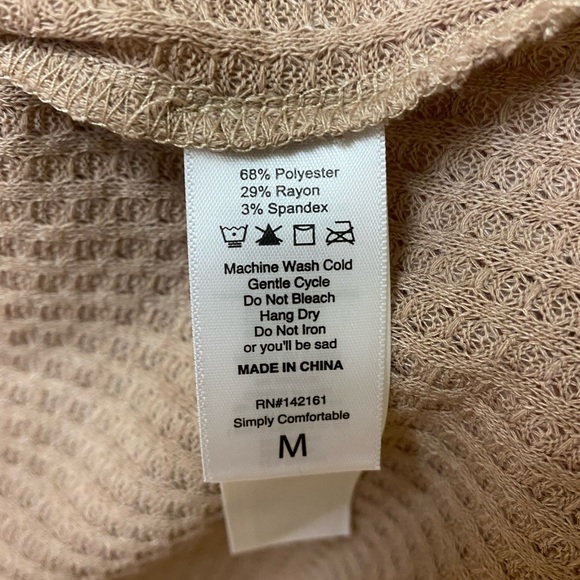 68% Polyester
29% Rayon
3% Spandex
Machine Wash Cold
Gentle Cycle
Do Not Bleach
Hang Dry
Do Not Iron
or you'll be sad
MADE IN CHINA
RN#142161
Simply Comfortable
M